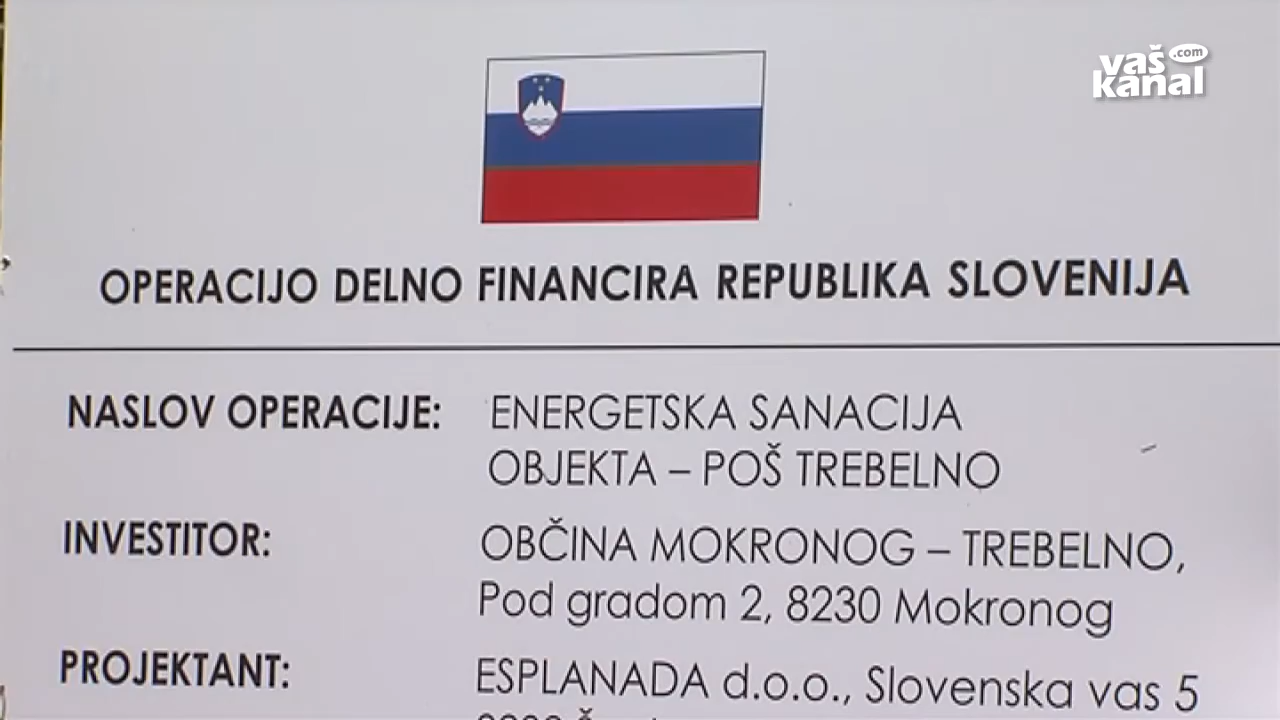 vaš .com
kanal
OPERACIJO DELNO FINANCIRA REPUBLIKA SLOVENIJA
NASLOV OPERACIJE: ENERGETSKA SANACIJA
OBJEKTA – POŠ TREBELNO
INVESTITOR: OBČINA MOKRONOG – TREBELNO,
Pod gradom 2, 8230 Mokronog
PROJEKTANT: ESPLANADA d.o.o., Slovenska vas 5